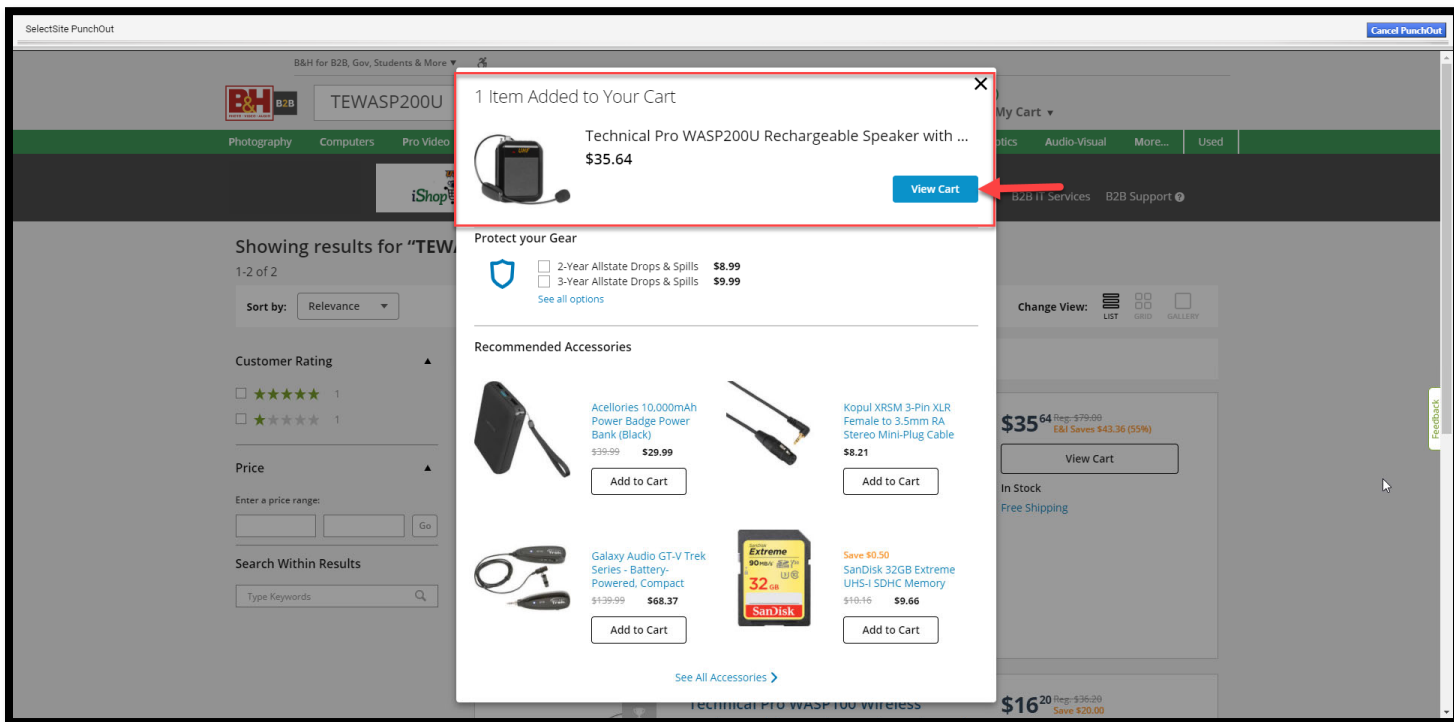 SelectSite PunchOut
Cancel PunchOut
B&H for B2B, Gov, Students & More
B&H B2B
TEWASP200U
My Cart
Photography Computers Pro Video
Optics Audio-Visual More... Used
iShop
B2B IT Services B2B Support
1 Item Added to Your Cart
Technical Pro WASP200U Rechargeable Speaker with ...
$35.64
View Cart
Protect your Gear
2-Year Allstate Drops & Spills $8.99
3-Year Allstate Drops & Spills $9.99
See all options
Showing results for “TEWA
1-2 of 2
Sort by: Relevance
Change View: LIST GRID GALLERY
Recommended Accessories
Customer Rating
1
1
Price
Enter a price range:
Go
Search Within Results
Type Keywords
Acellories 10,000mAh
Power Badge Power
Bank (Black)
$39.99 $29.99
Add to Cart
Kopul XRSM 3-Pin XLR
Female to 3.5mm RA
Stereo Mini-Plug Cable
$8.21
Add to Cart
Galaxy Audio GT-V Trek
Series - Battery-
Powered, Compact
$139.99 $68.37
Add to Cart
Extreme
90MB/s
32 GB
SanDisk
Save $0.50
SanDisk 32GB Extreme
UHS-I SDHC Memory
$10.16 $9.66
Add to Cart
See All Accessories
$35 64 Reg. $79.00
E&I Saves $43.36 (55%)
View Cart
In Stock
Free Shipping
Feedback
Technical Pro WASP100 Wireless
$16 20 Reg. $36.20
Save $20.00